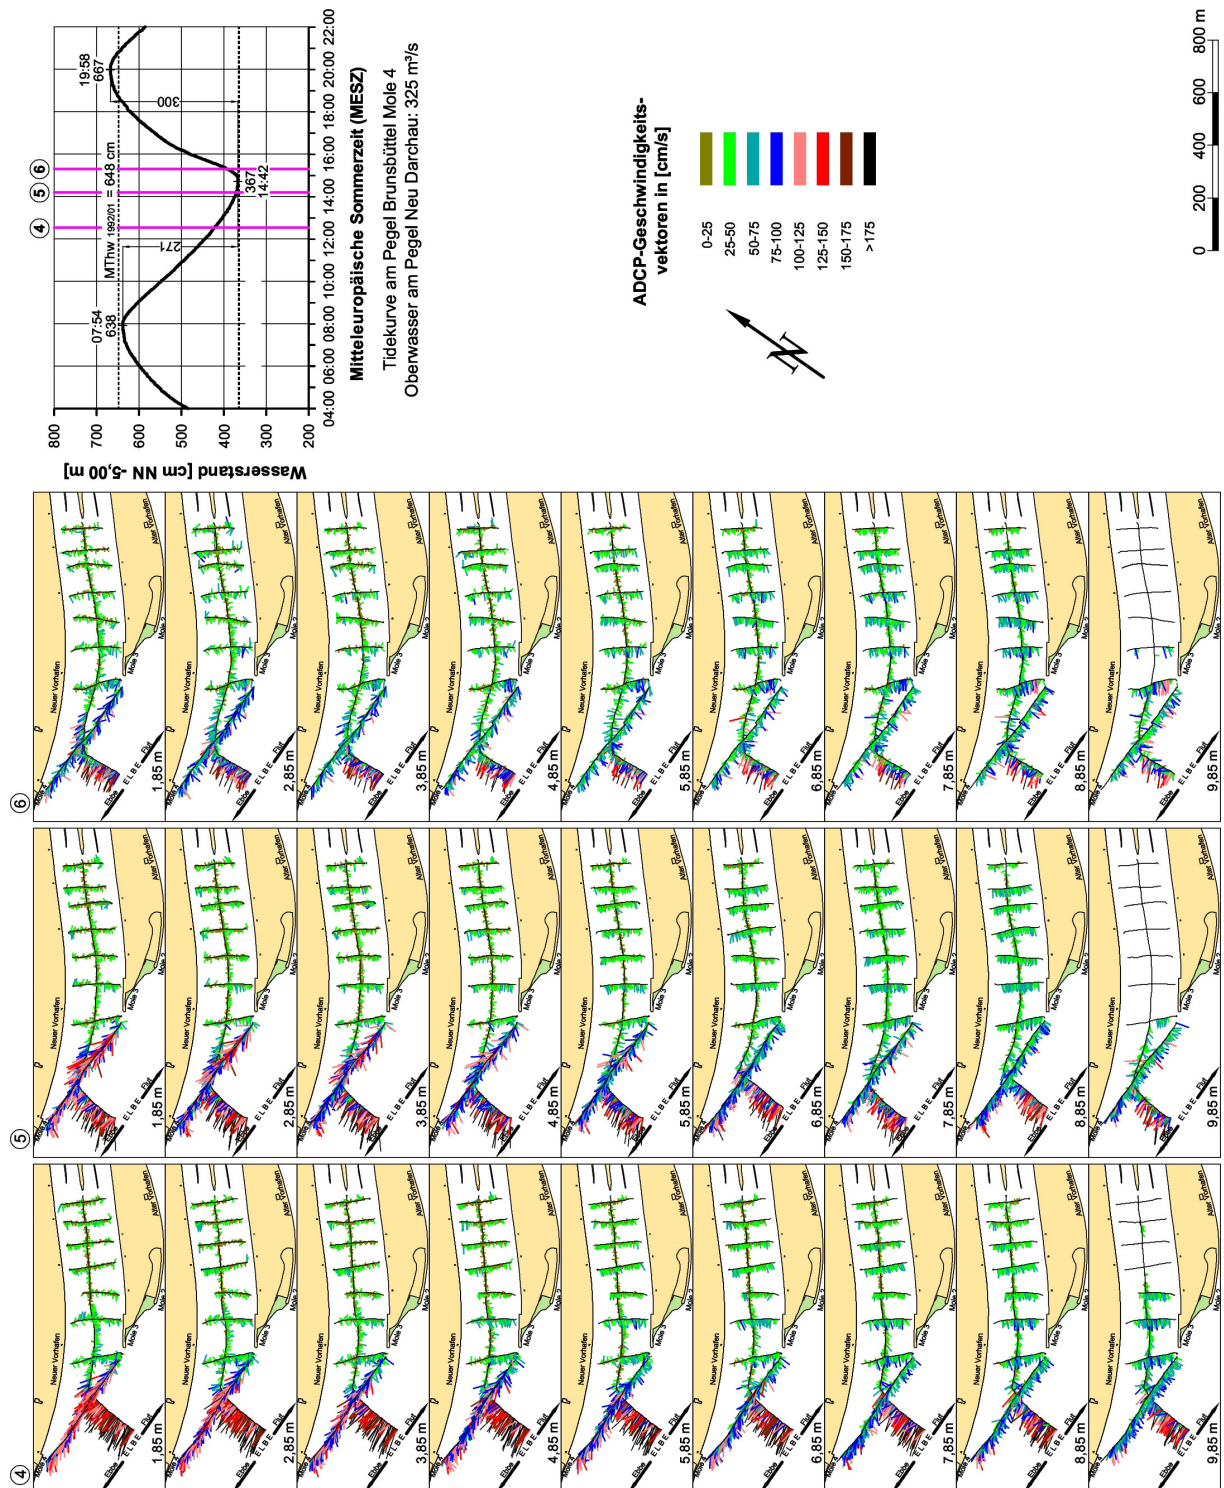 ④
⑤
⑥
Wasserstand [cm NN -5,00 m]
800
700
600
500
400
300
200
04:00 06:00 08:00 10:00 12:00 14:00 16:00 18:00 20:00 22:00
07:54
638
MThw 1992/01 = 648 cm
271
367
14:42
300
19:58
667
Mitteleuropäische Sommerzeit (MESZ)
Tidekurve am Pegel Brunsbüttel Mole 4
Oberwasser am Pegel Neu Darchau: 325 m³/s
ADCP-Geschwindigkeits-
vektoren in [cm/s]
0-25
25-50
50-75
75-100
100-125
125-150
150-175
>175
N
0 200 400 600 800 m
④
⑤
⑥
Mole 4
Neuer Vorhafen
Alter Vorhafen
Mole 3
Mole 2
Ebbe
ELBE
Flut
1,85 m
2,85 m
3,85 m
4,85 m
5,85 m
6,85 m
7,85 m
8,85 m
9,85 m